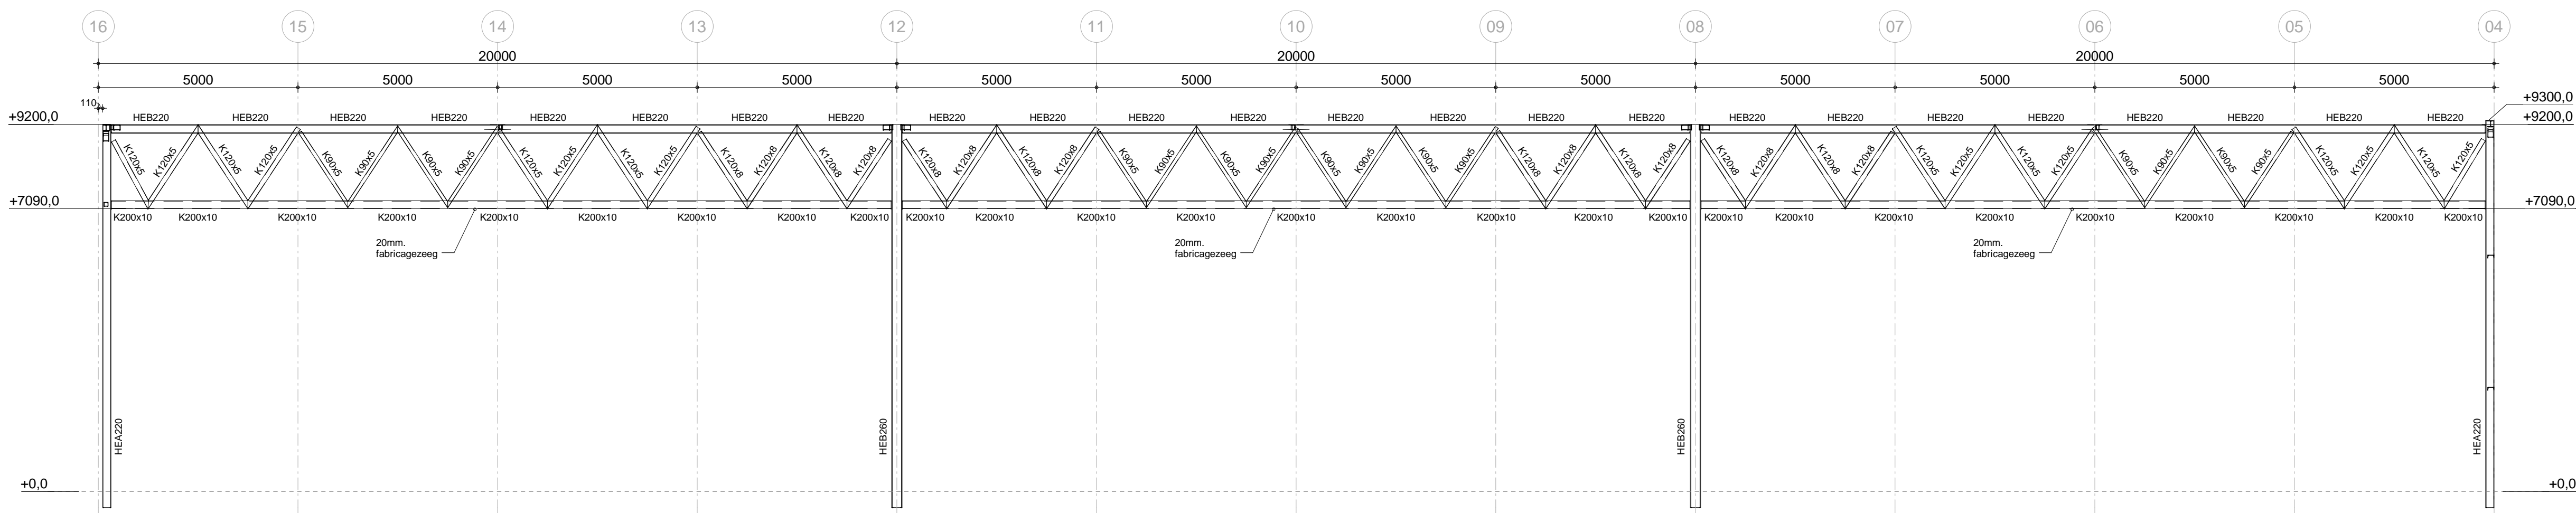 16 15 14 13 12 11 10 09 08 07 06 05 04
20000 20000 20000
5000 5000 5000 5000 5000 5000 5000 5000 5000 5000 5000 5000
110
+9300,0
+9200,0 +9200,0
HEB220 HEB220 HEB220 HEB220 HEB220 HEB220 HEB220 HEB220 HEB220 HEB220 HEB220 HEB220 HEB220 HEB220 HEB220 HEB220 HEB220 HEB220 HEB220 HEB220 HEB220 HEB220 HEB220 HEB220
K120x5 K120x5 K120x5 K120x5 K90x5 K90x5 K90x5 K90x5 K120x5 K120x5 K120x5 K120x5 K120x8 K120x8 K120x8 K120x8
K120x8 K120x8 K120x8 K120x8 K90x5 K90x5 K90x5 K90x5 K90x5 K90x5 K90x5 K90x5 K120x8 K120x8 K120x8 K120x8
K120x8 K120x8 K120x8 K120x8 K120x5 K120x5 K120x5 K120x5 K90x5 K90x5 K90x5 K90x5 K120x5 K120x5 K120x5 K120x5
+7090,0 +7090,0
K200x10 K200x10 K200x10 K200x10 K200x10 K200x10 K200x10 K200x10 K200x10 K200x10 K200x10 K200x10 K200x10 K200x10 K200x10 K200x10 K200x10 K200x10 K200x10 K200x10 K200x10 K200x10 K200x10 K200x10 K200x10 K200x10 K200x10
20mm.
fabricagezeeg
20mm.
fabricagezeeg
20mm.
fabricagezeeg
HEA220 HEB260 HEB260 HEA220
+0,0 +0,0